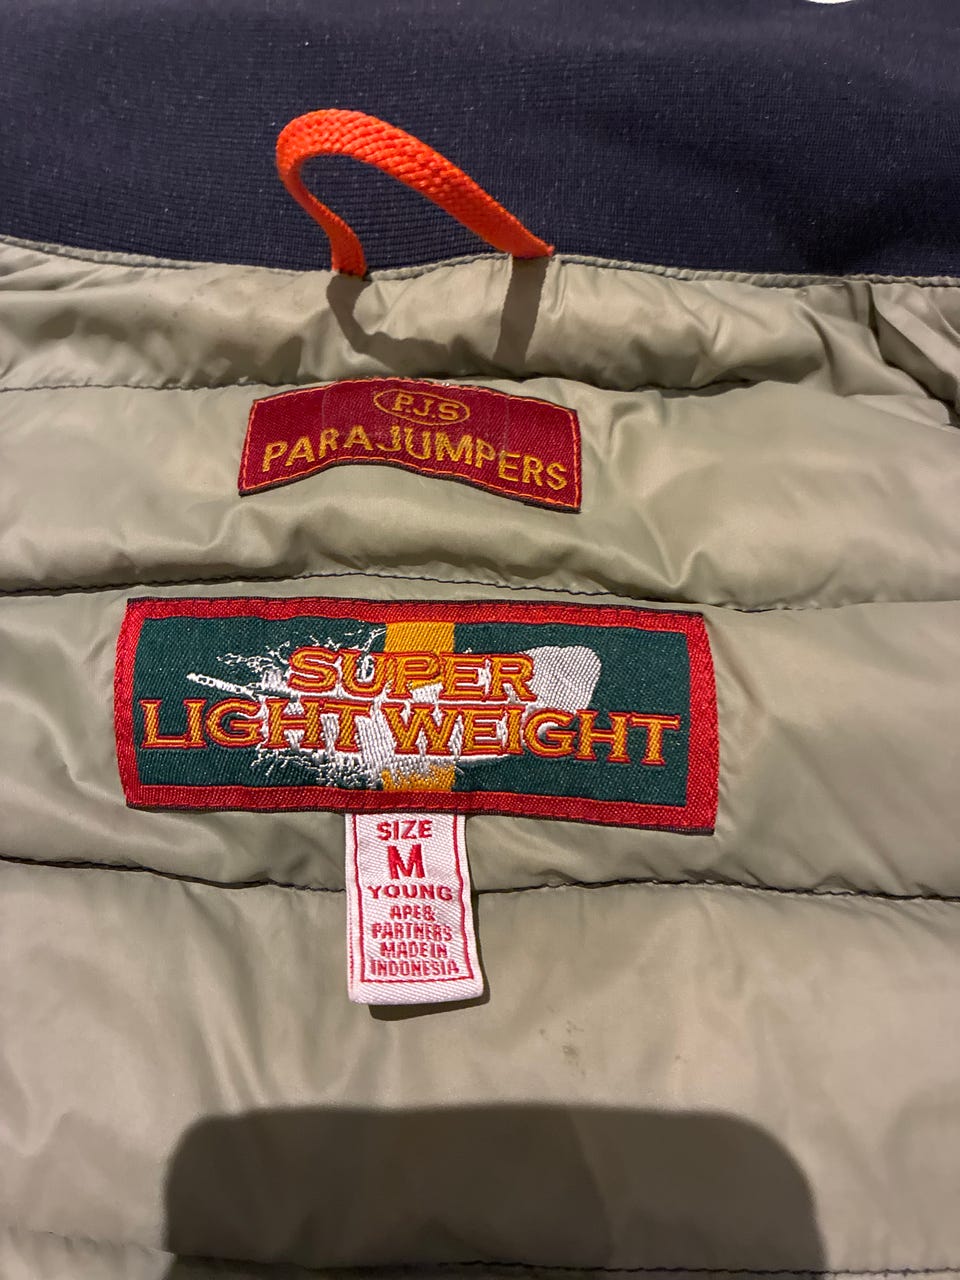 P.J.S
PARAJUMPERS
SUPER
LIGHT WEIGHT
SIZE
M
YOUNG
APE&
PARTNERS
MADE IN
INDONESIA